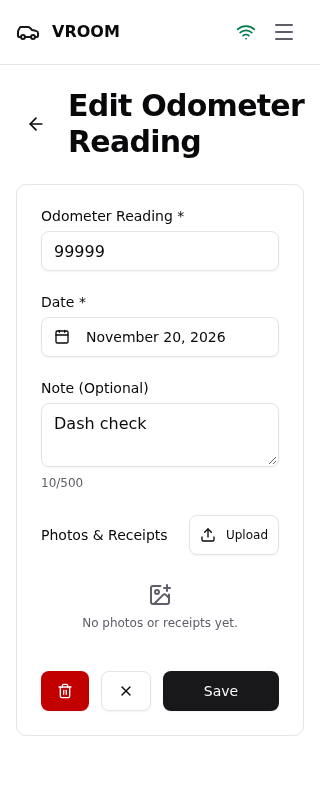 VROOM
Edit Odometer
Reading
Odometer Reading *
99999
Date *
November 20, 2026
Note (Optional)
Dash check
10/500
Photos & Receipts
Upload
No photos or receipts yet.
Save